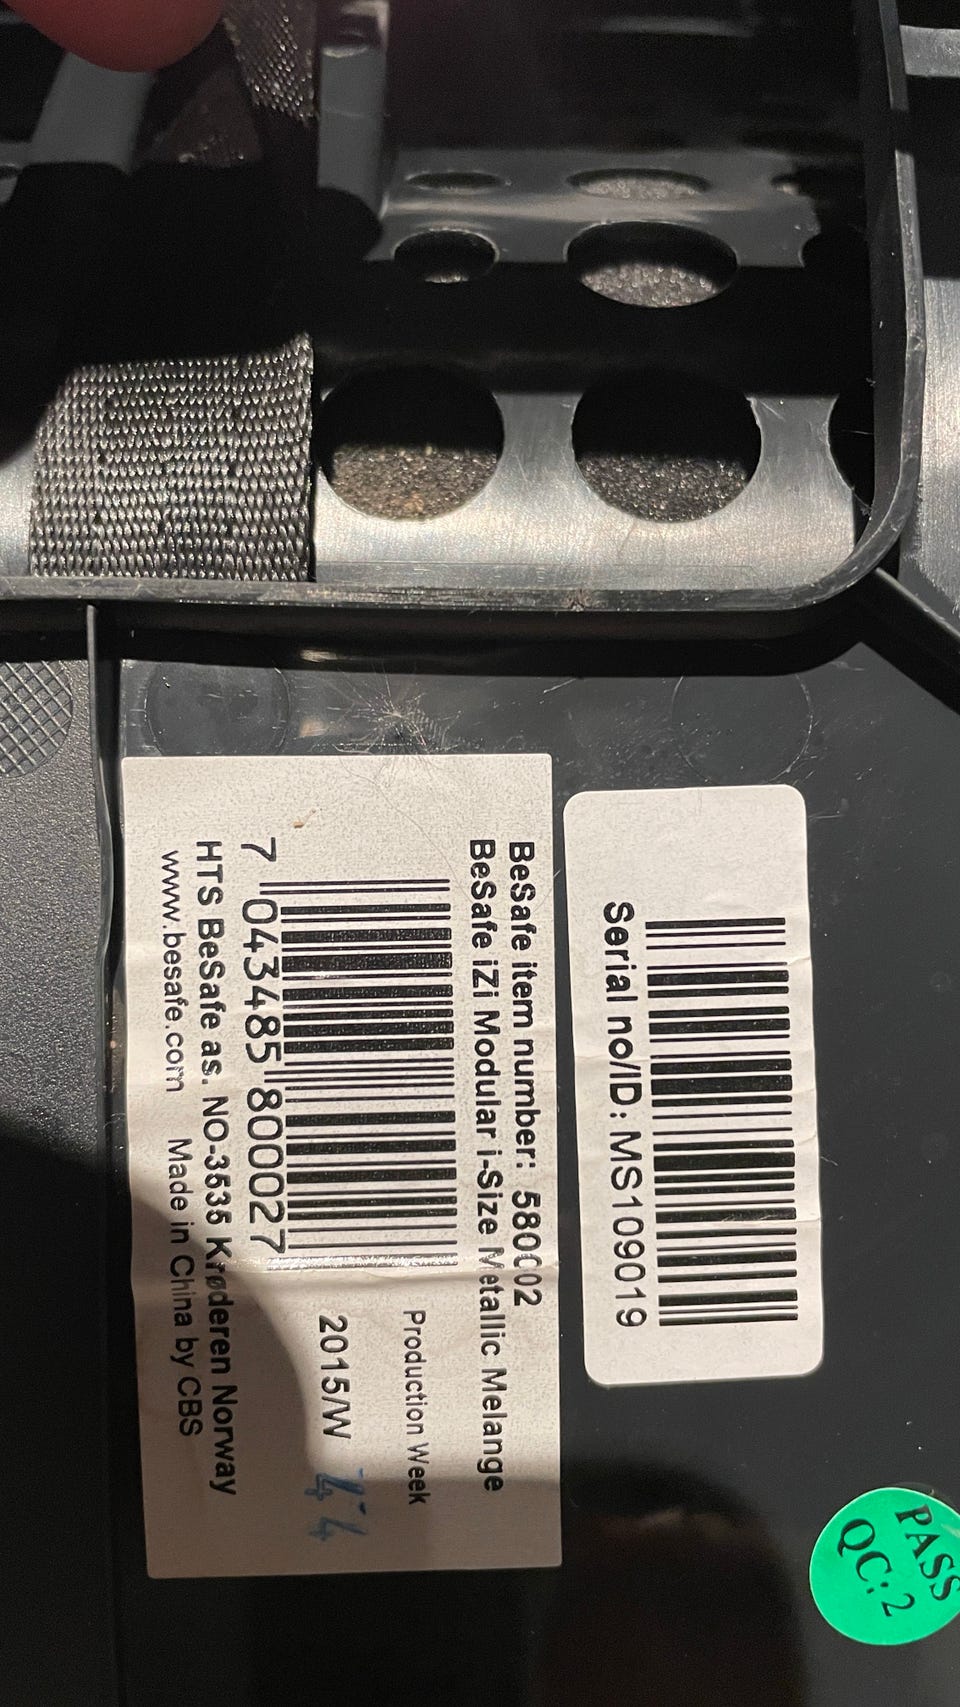 Serial no/ID: MS109019
BeSafe item number: 580002
BeSafe iZi Modular i-Size Metallic Melange
7 043485 800027
Production Week
2015/W 44
HTS BeSafe as. NO-3535 Krøderen Norway
www.besafe.com Made in China by CBS
PASS
QC:2